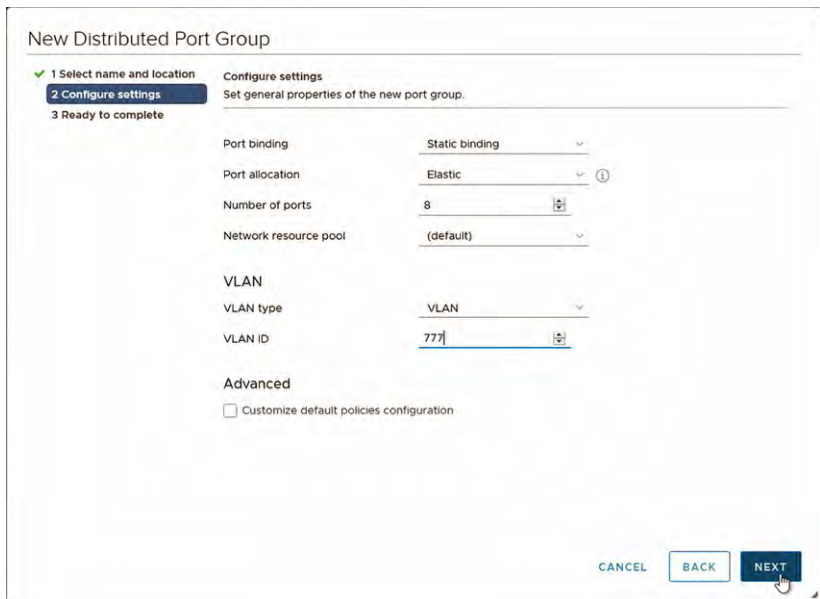 New Distributed Port Group
✓ 1 Select name and location
2 Configure settings
3 Ready to complete
Configure settings
Set general properties of the new port group.
Port binding Static binding
Port allocation Elastic
Number of ports 8
Network resource pool (default)
VLAN
VLAN type VLAN
VLAN ID 777
Advanced
Customize default policies configuration
CANCEL BACK NEXT